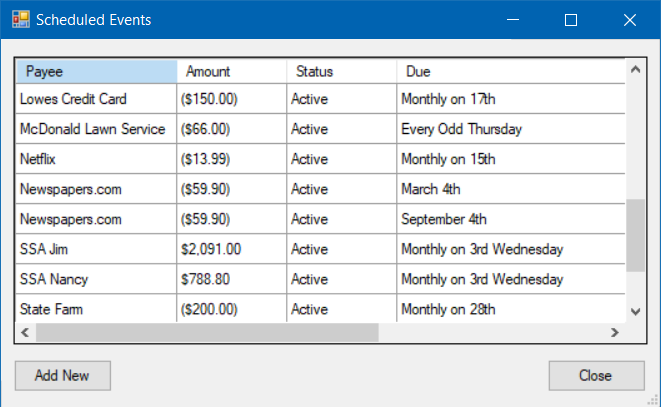 Scheduled Events
Payee Amount Status Due
Lowes Credit Card ($150.00) Active Monthly on 17th
McDonald Lawn Service ($66.00) Active Every Odd Thursday
Netflix ($13.99) Active Monthly on 15th
Newspapers.com ($59.90) Active March 4th
Newspapers.com ($59.90) Active September 4th
SSA Jim $2,091.00 Active Monthly on 3rd Wednesday
SSA Nancy $788.80 Active Monthly on 3rd Wednesday
State Farm ($200.00) Active Monthly on 28th
Add New Close